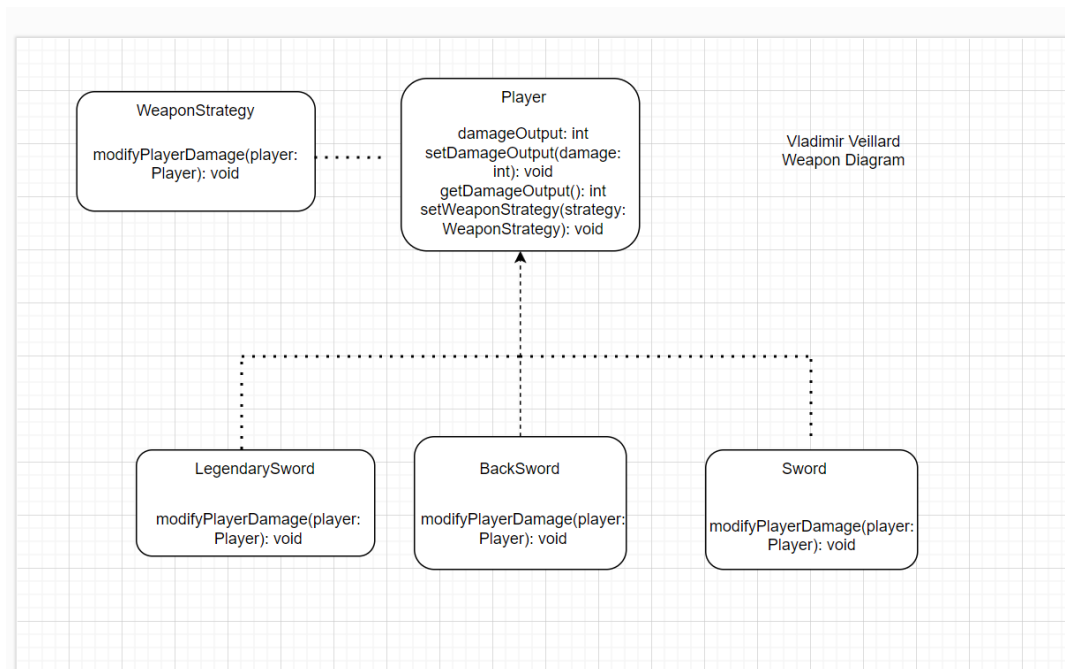 WeaponStrategy
modifyPlayerDamage(player:
Player): void
Player
damageOutput: int
setDamageOutput(damage:
int): void
getDamageOutput(): int
setWeaponStrategy(strategy:
WeaponStrategy): void
Vladimir Veillard
Weapon Diagram
LegendarySword
modifyPlayerDamage(player:
Player): void
BackSword
modifyPlayerDamage(player:
Player): void
Sword
modifyPlayerDamage(player:
Player): void